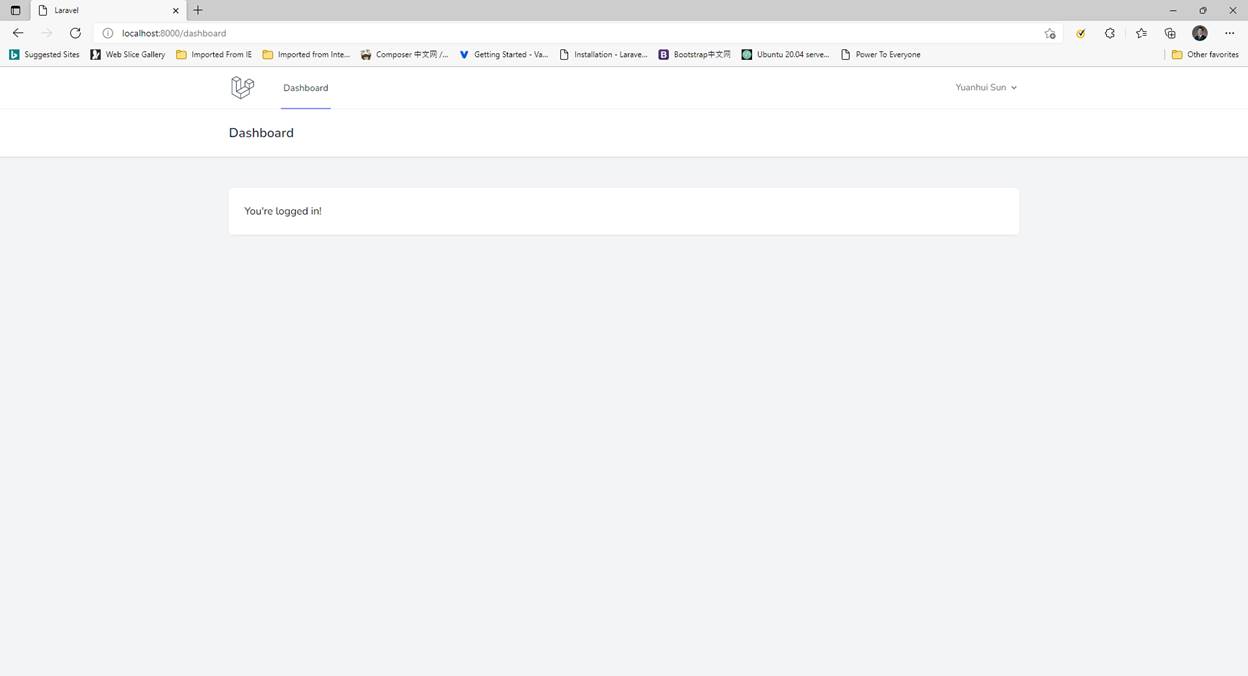 Laravel
localhost:8000/dashboard
Suggested Sites Web Slice Gallery Imported From IE Imported from Inte... Composer 中文网 /... Getting Started - Va... Installation - Larave... Bootstrap中文网 Ubuntu 20.04 serve... Power To Everyone Other favorites
Dashboard Yuanhui Sun
Dashboard
You're logged in!